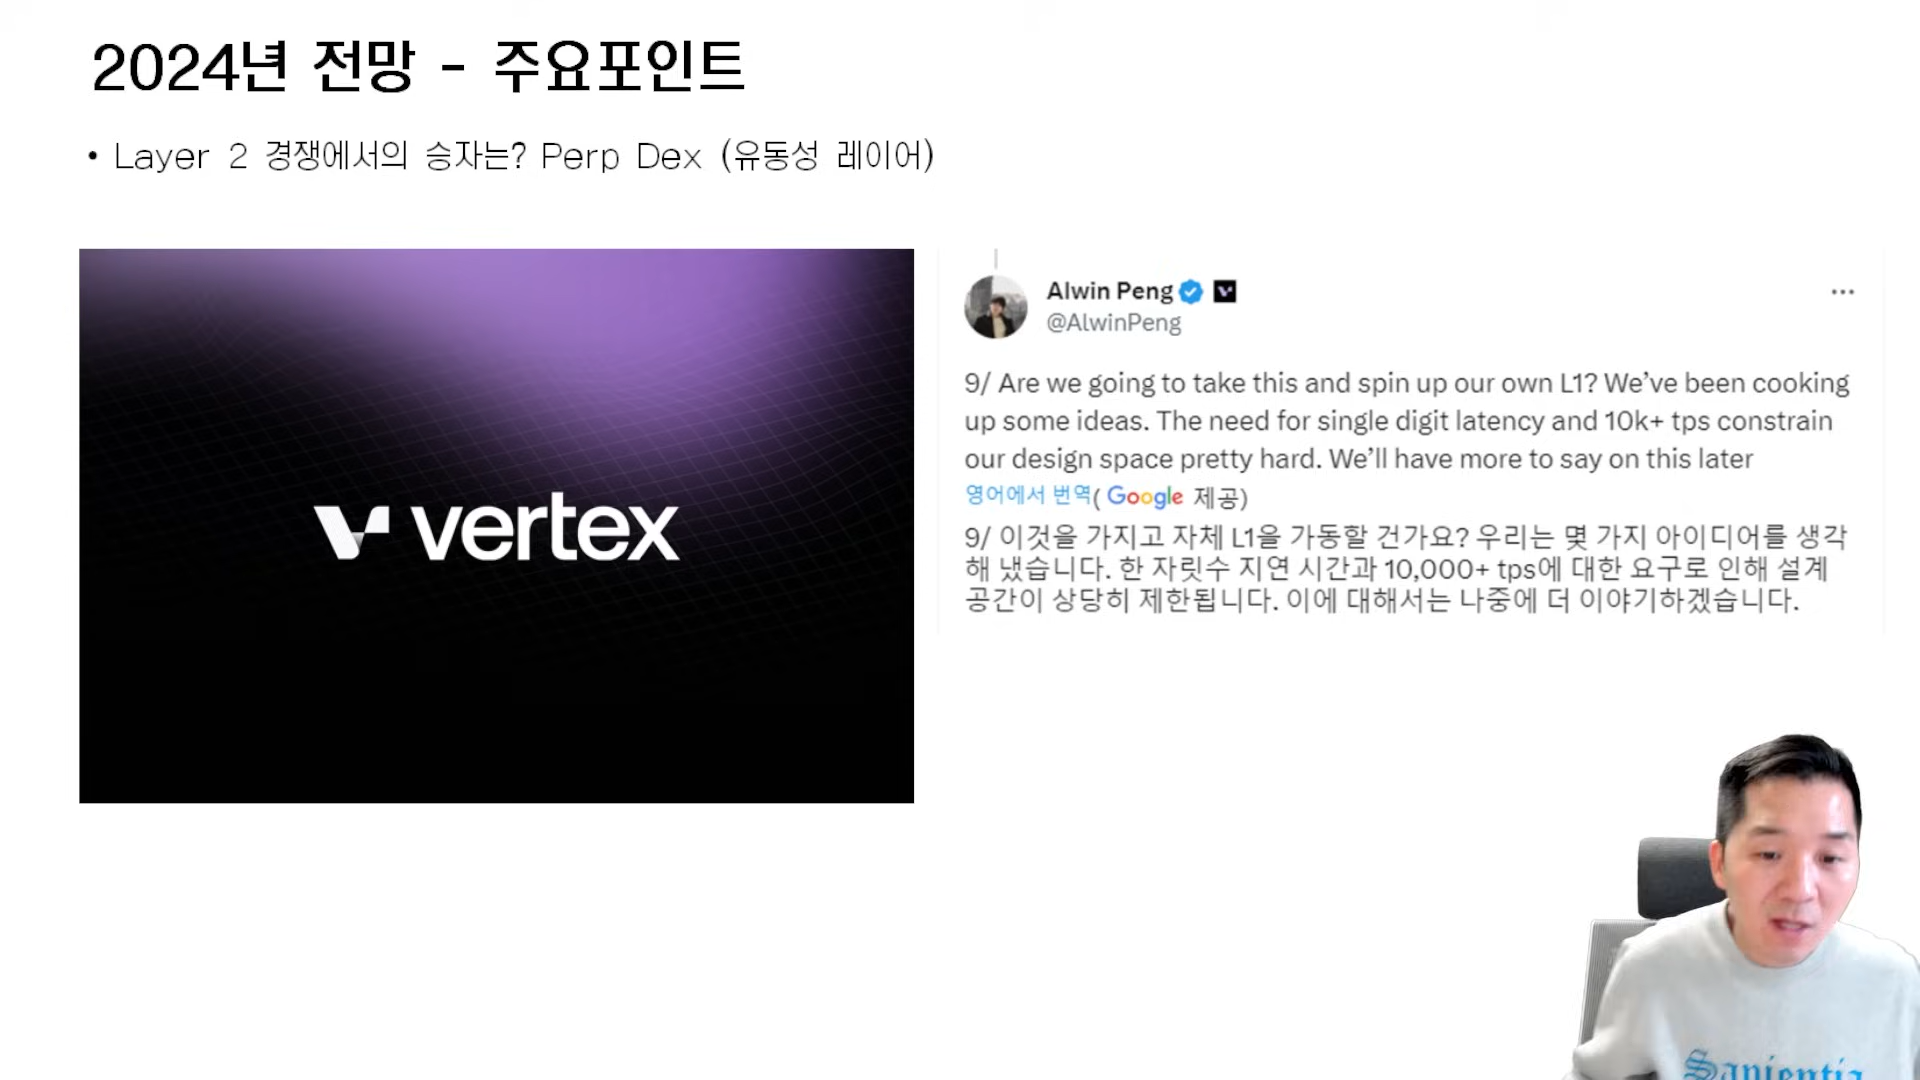 2024년 전망 - 주요포인트
• Layer 2 경쟁에서의 승자는? Perp Dex (유동성 레이어)
vertex
Alwin Peng
@AlwinPeng
9/ Are we going to take this and spin up our own L1? We’ve been cooking
up some ideas. The need for single digit latency and 10k+ tps constrain
our design space pretty hard. We’ll have more to say on this later
영어에서 번역( Google 제공)
9/ 이것을 가지고 자체 L1을 가동할 건가요? 우리는 몇 가지 아이디어를 생각
해 냈습니다. 한 자릿수 지연 시간과 10,000+ tps에 대한 요구로 인해 설계
공간이 상당히 제한됩니다. 이에 대해서는 나중에 더 이야기하겠습니다.
Sapientia